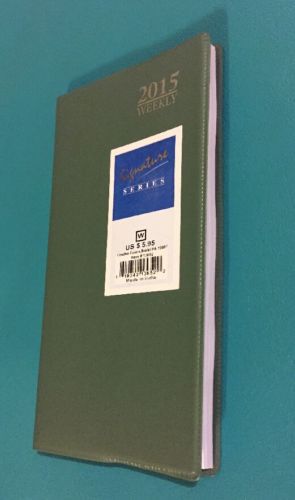 2015
WEEKLY
Signature
SERIES
W
US $ 5.95
Made in India